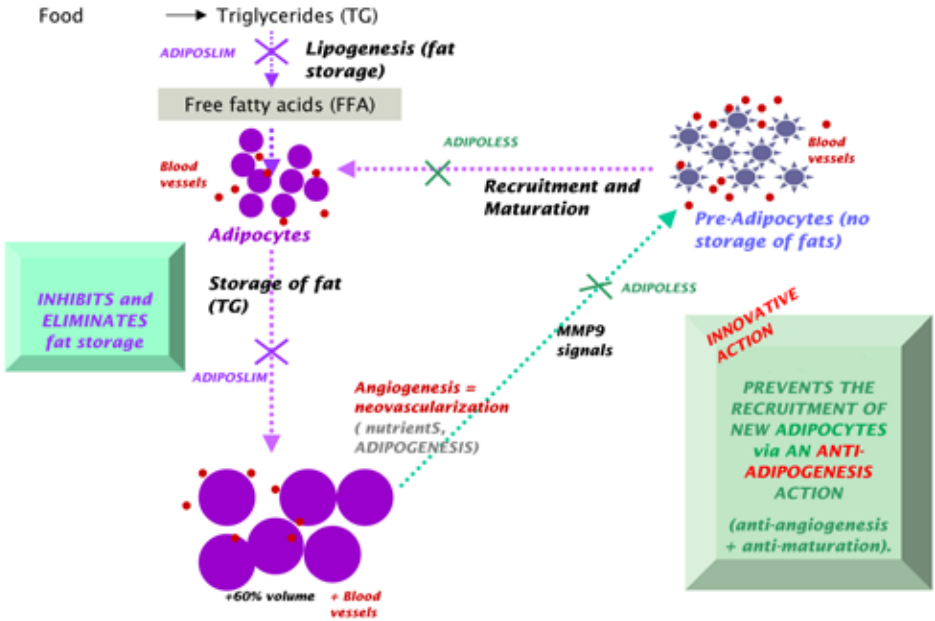 Food
Triglycerides (TG)
ADIPOSLIM
Lipogenesis (fat
storage)
Free fatty acids (FFA)
Blood
vessels
Adipocytes
ADIPOLESS
Recruitment and
Maturation
Blood
vessels
Pre-Adipocytes (no
storage of fats)
INHIBITS and
ELIMINATES
fat storage
Storage of fat
(TG)
ADIPOSLIM
ADIPOLESS
MMP9
signals
Angiogenesis =
neovascularization
( nutrientS,
ADIPOGENESIS)
+60% volume
+ Blood
vessels
INNOVATIVE
ACTION
PREVENTS THE
RECRUITMENT OF
NEW ADIPOCYTES
via AN ANTI-
ADIPOGENESIS
ACTION
(anti-angiogenesis
+ anti-maturation).